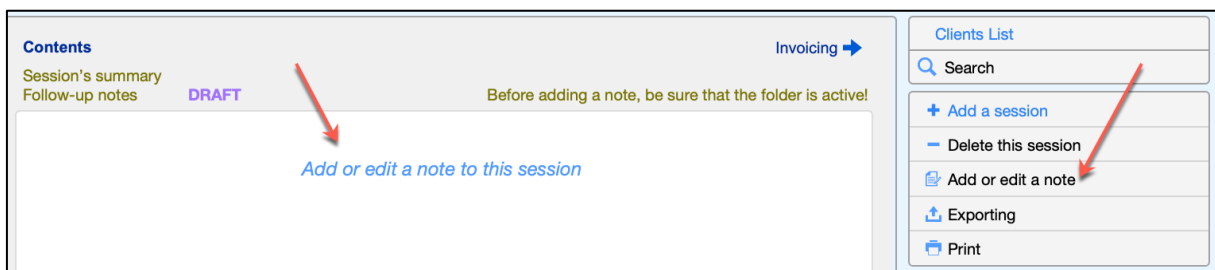 Contents
Invoicing
Session's summary
Follow-up notes DRAFT Before adding a note, be sure that the folder is active!
Add or edit a note to this session
Clients List
Search
Add a session
Delete this session
Add or edit a note
Exporting
Print